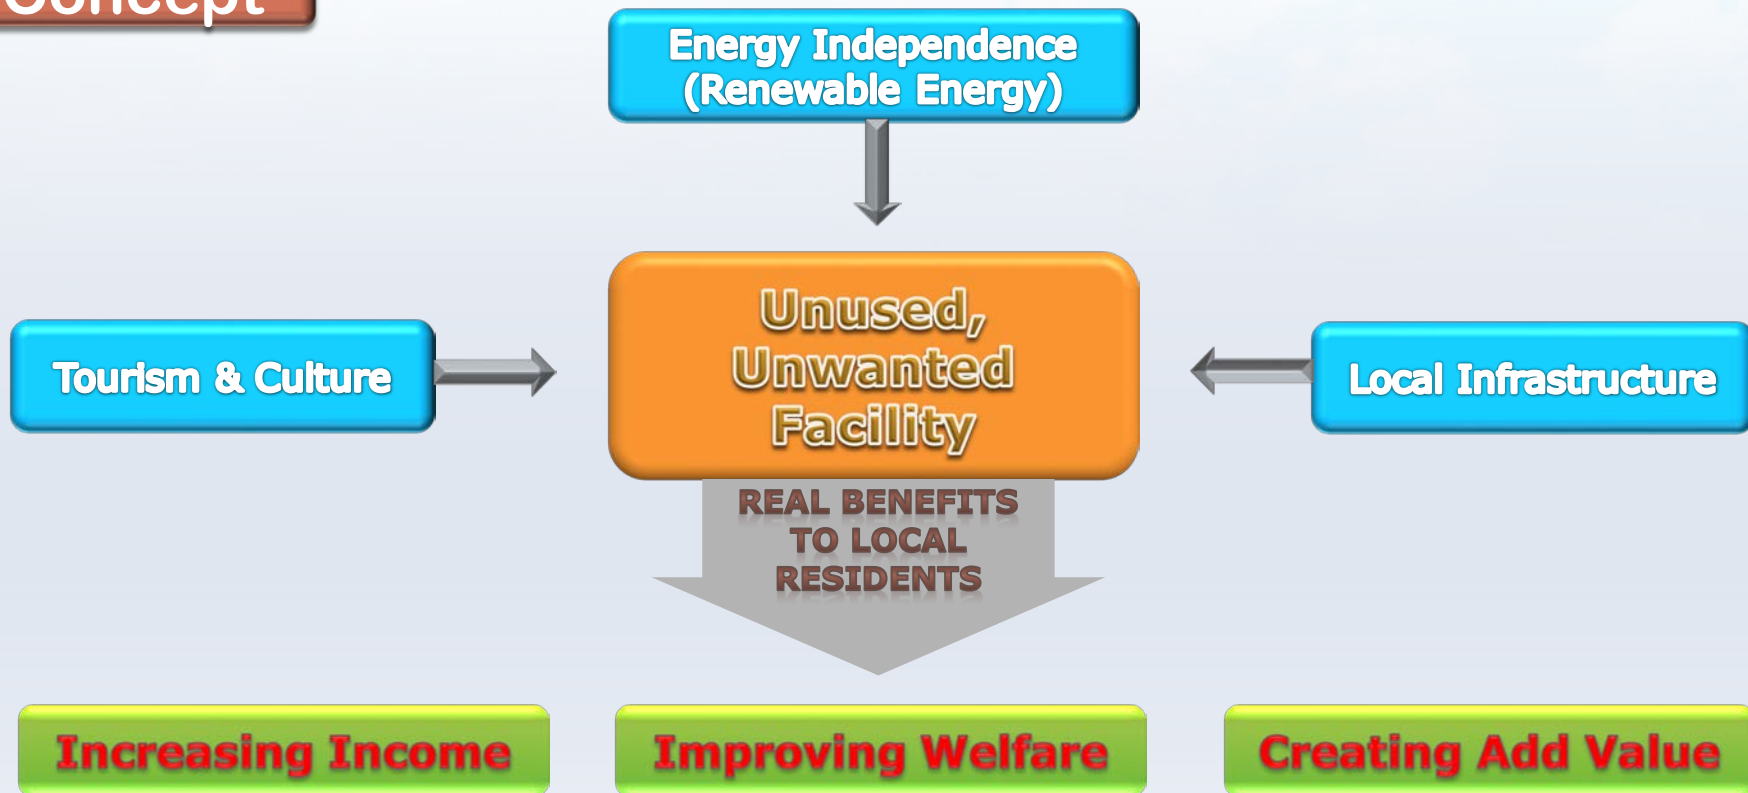 Concept
Energy Independence
(Renewable Energy)
Unused,
Unwanted
Facility
Tourism & Culture
Local Infrastructure
REAL BENEFITS
TO LOCAL
RESIDENTS
Increasing Income
Improving Welfare
Creating Add Value